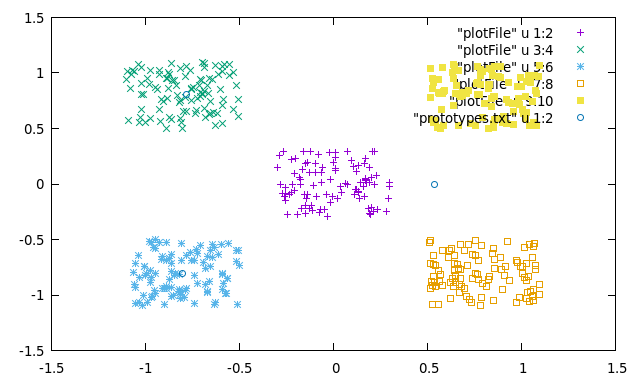 1.5
1
0.5
0
-0.5
-1
-1.5
-1.5
-1
-0.5
0
0.5
1
1.5
"plotFile" u 1:2
"plotFile" u 3:4
"plotFile" u 5:6
"plotFile" u 7:8
"plotFile" u 9:10
"prototypes.txt" u 1:2